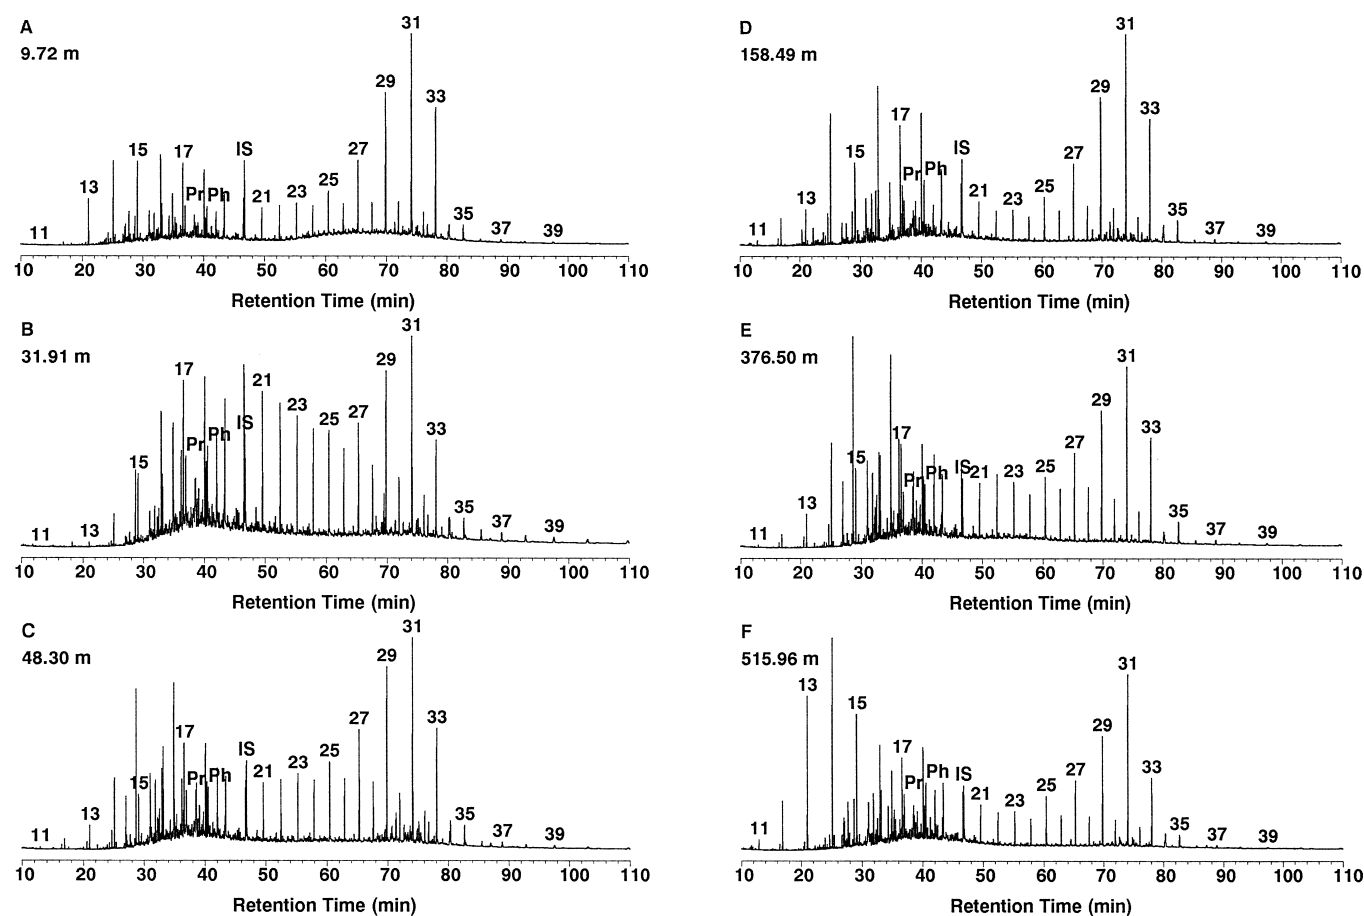 A
9.72 m
11 13 15 17 Pr Ph IS 21 23 25 27 29 31 33 35 37 39
10 20 30 40 50 60 70 80 90 100 110
Retention Time (min)
B
31.91 m
11 13 15 17 Pr Ph IS 21 23 25 27 29 31 33 35 37 39
10 20 30 40 50 60 70 80 90 100 110
Retention Time (min)
C
48.30 m
11 13 15 17 Pr Ph IS 21 23 25 27 29 31 33 35 37 39
10 20 30 40 50 60 70 80 90 100 110
Retention Time (min)
D
158.49 m
11 13 15 17 Pr Ph IS 21 23 25 27 29 31 33 35 37 39
10 20 30 40 50 60 70 80 90 100 110
Retention Time (min)
E
376.50 m
11 13 15 17 Pr Ph IS 21 23 25 27 29 31 33 35 37 39
10 20 30 40 50 60 70 80 90 100 110
Retention Time (min)
F
515.96 m
11 13 15 17 Pr Ph IS 21 23 25 27 29 31 33 35 37 39
10 20 30 40 50 60 70 80 90 100 110
Retention Time (min)